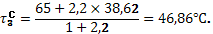 τ_a^C = (65 + 2,2 × 38,62) / (1 + 2,2) = 46,86°C.